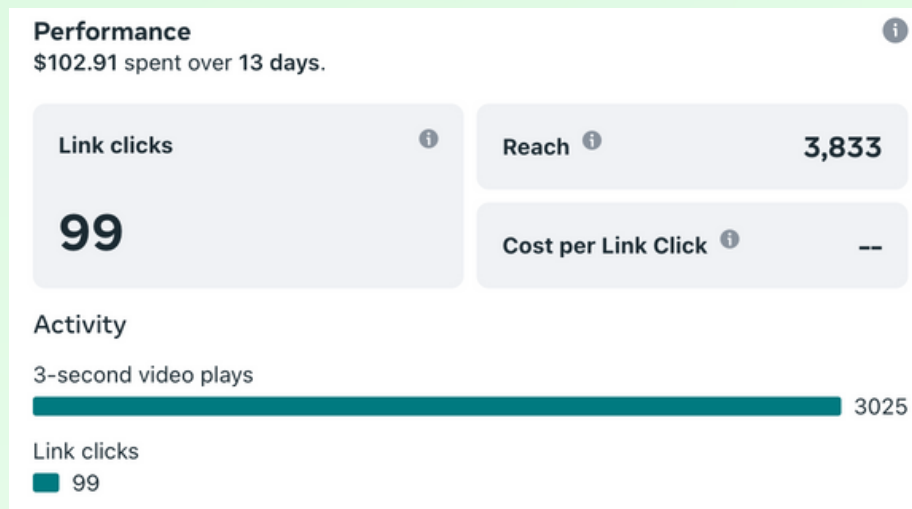 Performance
$102.91 spent over 13 days.
Link clicks
99
Reach 3,833
Cost per Link Click --
Activity
3-second video plays
3025
Link clicks
99